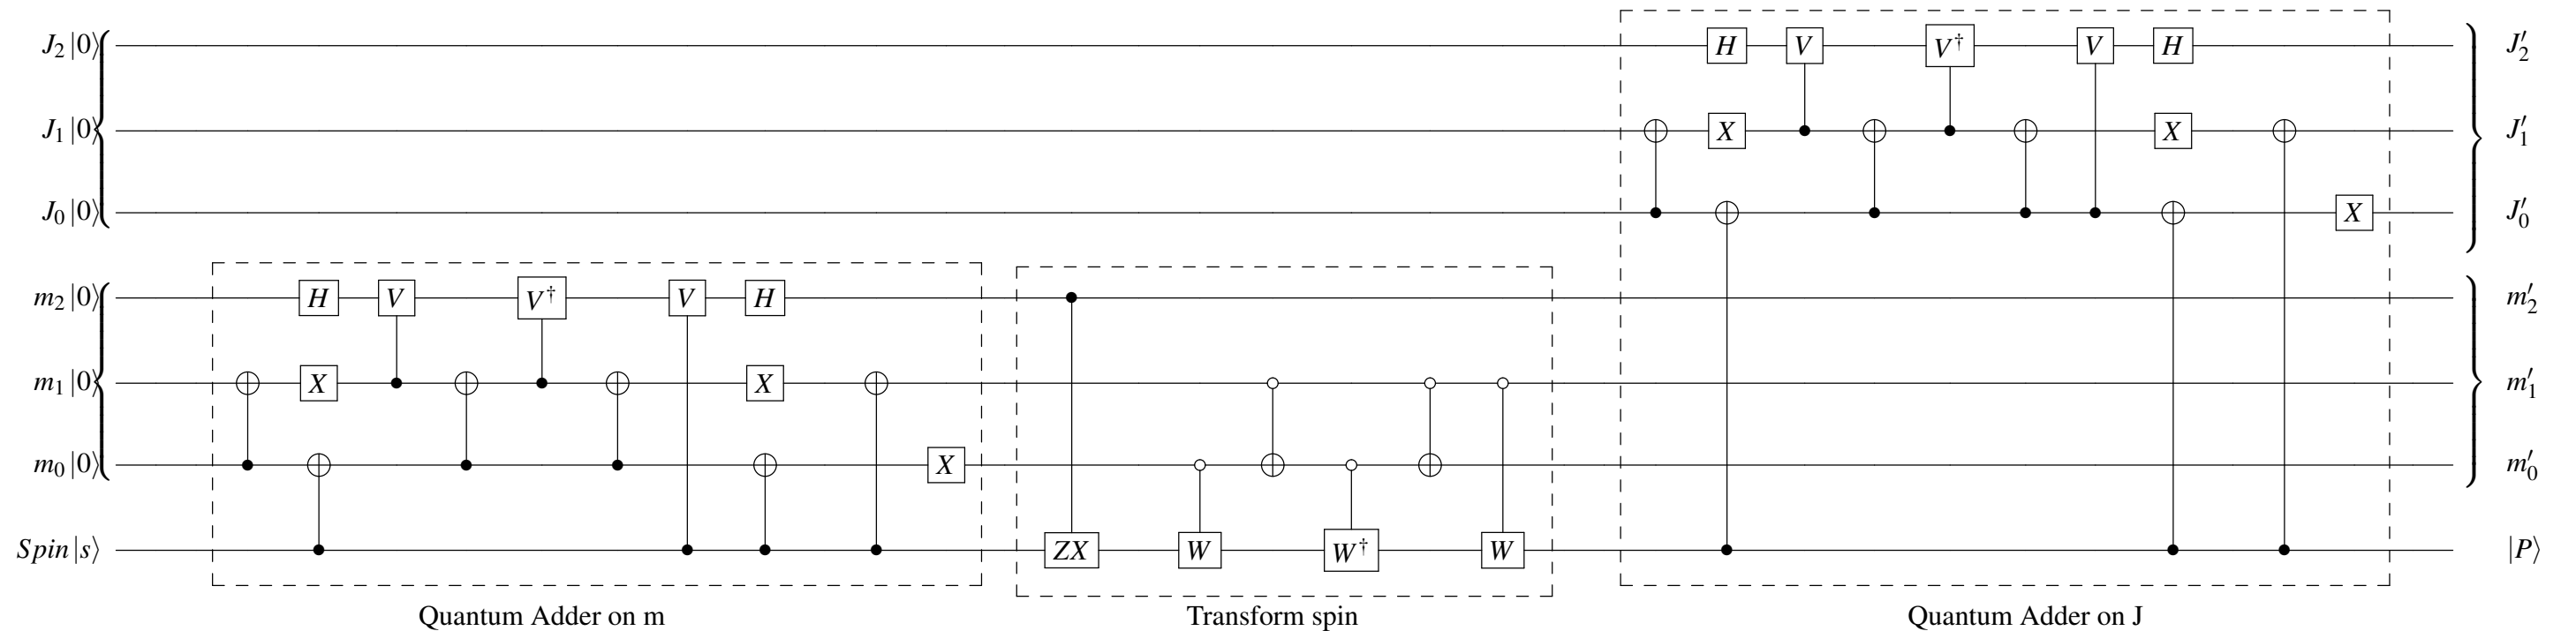 J₂ |0⟩ H V V† V H J′₂
J₁ |0⟩ X X J′₁
J₀ |0⟩ X J′₀
m₂ |0⟩ H V V† V H m′₂
m₁ |0⟩ X X m′₁
m₀ |0⟩ X m′₀
Spin |s⟩ ZX W W† W |P⟩
Quantum Adder on m Transform spin Quantum Adder on J